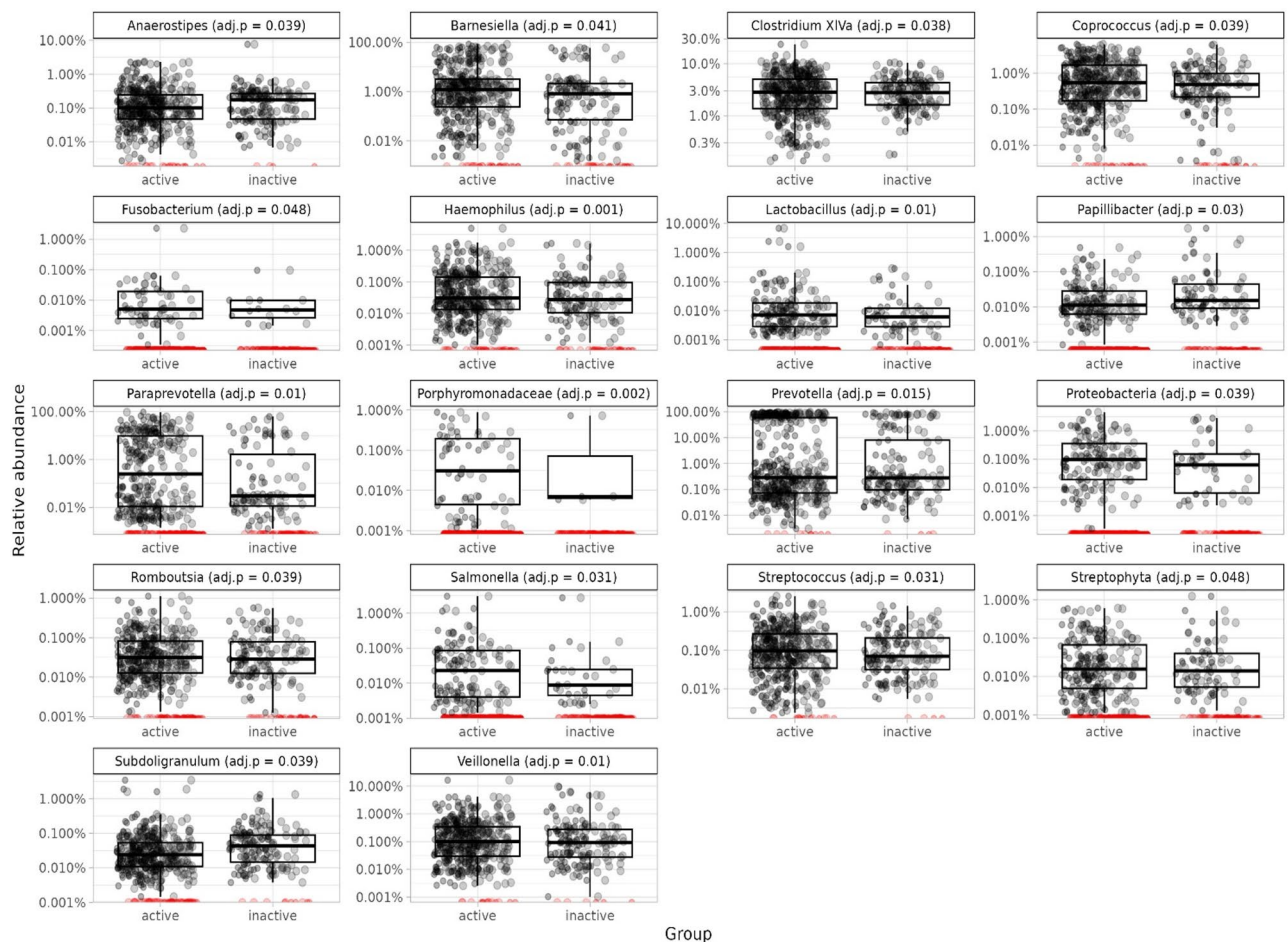 Anaerostipes (adj.p = 0.039)
10.00%
1.00%
0.10%
0.01%
active
inactive
Barnesiella (adj.p = 0.041)
100.00%
1.00%
0.01%
active
inactive
Clostridium XlVa (adj.p = 0.038)
30.0%
10.0%
3.0%
1.0%
0.3%
active
inactive
Coprococcus (adj.p = 0.039)
1.00%
0.10%
0.01%
active
inactive
Fusobacterium (adj.p = 0.048)
1.000%
0.100%
0.010%
0.001%
active
inactive
Haemophilus (adj.p = 0.001)
1.000%
0.100%
0.010%
0.001%
active
inactive
Lactobacillus (adj.p = 0.01)
10.000%
1.000%
0.100%
0.010%
0.001%
active
inactive
Papillibacter (adj.p = 0.03)
1.000%
0.100%
0.010%
0.001%
active
inactive
Relative abundance
Paraprevotella (adj.p = 0.01)
100.00%
1.00%
0.01%
active
inactive
Porphyromonadaceae (adj.p = 0.002)
1.000%
0.100%
0.010%
0.001%
active
inactive
Prevotella (adj.p = 0.015)
100.00%
10.00%
1.00%
0.10%
0.01%
active
inactive
Proteobacteria (adj.p = 0.039)
1.000%
0.100%
0.010%
0.001%
active
inactive
Romboutsia (adj.p = 0.039)
1.000%
0.100%
0.010%
0.001%
active
inactive
Salmonella (adj.p = 0.031)
1.000%
0.100%
0.010%
0.001%
active
inactive
Streptococcus (adj.p = 0.031)
1.00%
0.10%
0.01%
active
inactive
Streptophyta (adj.p = 0.048)
1.000%
0.100%
0.010%
0.001%
active
inactive
Subdoligranulum (adj.p = 0.039)
1.000%
0.100%
0.010%
0.001%
active
inactive
Veillonella (adj.p = 0.01)
10.000%
1.000%
0.100%
0.010%
0.001%
active
inactive
Group